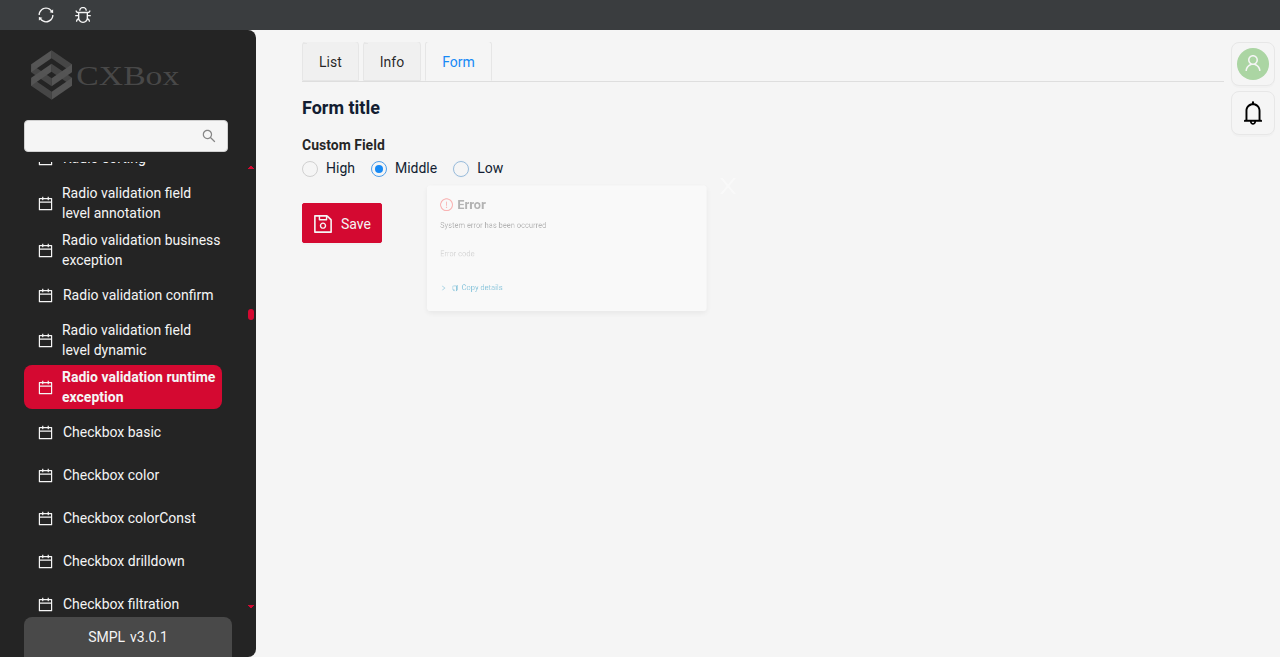 CXBox
Radio sorting
Radio validation field
level annotation
Radio validation business
exception
Radio validation confirm
Radio validation field
level dynamic
Radio validation runtime
exception
Checkbox basic
Checkbox color
Checkbox colorConst
Checkbox drilldown
Checkbox filtration
SMPL v3.0.1
List
Info
Form
Form title
Custom Field
High
Middle
Low
Save
Error
System error has been occurred
Error code
Copy details